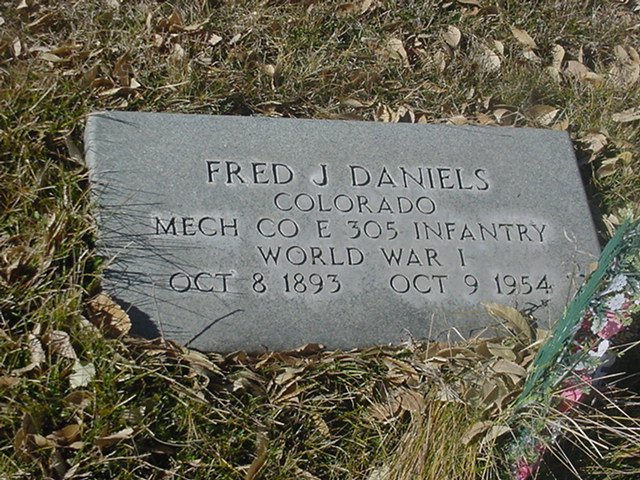 FRED J DANIELS
COLORADO
MECH CO E 305 INFANTRY
WORLD WAR I
OCT 8 1893 OCT 9 1954